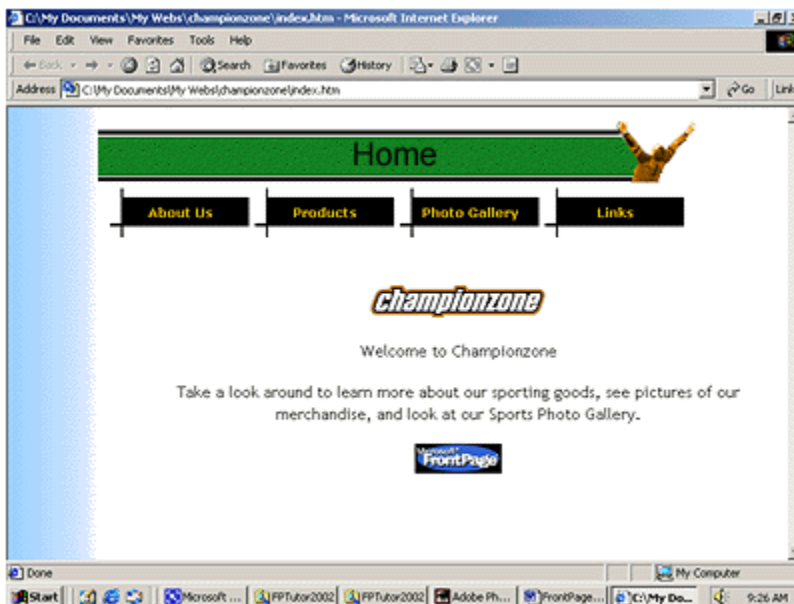 C:\My Documents\My Webs\championzone\index.htm - Microsoft Internet Explorer
File Edit View Favorites Tools Help
Back Search Favorites History
Address C:\My Documents\My Webs\championzone\index.htm Go Link
Home
About Us Products Photo Gallery Links
championzone
Welcome to Championzone
Take a look around to learn more about our sporting goods, see pictures of our
merchandise, and look at our Sports Photo Gallery.
Microsoft
FrontPage
Done My Computer
Start Microsoft ... FPTutor2002 FPTutor2002 Adobe Ph... FrontPage... C:\My Do... 9:26 AM